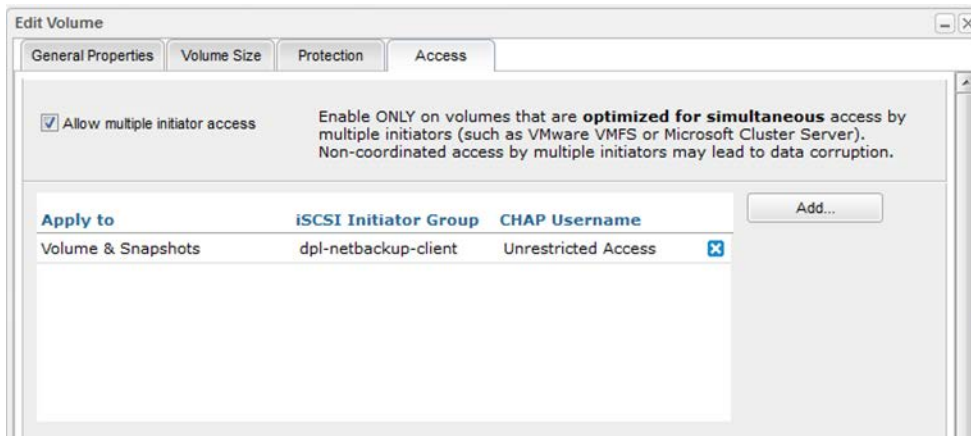 Edit Volume
General Properties Volume Size Protection Access
Allow multiple initiator access
Enable ONLY on volumes that are optimized for simultaneous access by
multiple initiators (such as VMware VMFS or Microsoft Cluster Server).
Non-coordinated access by multiple initiators may lead to data corruption.
Add...
Apply to iSCSI Initiator Group CHAP Username
Volume & Snapshots dpl-netbackup-client Unrestricted Access